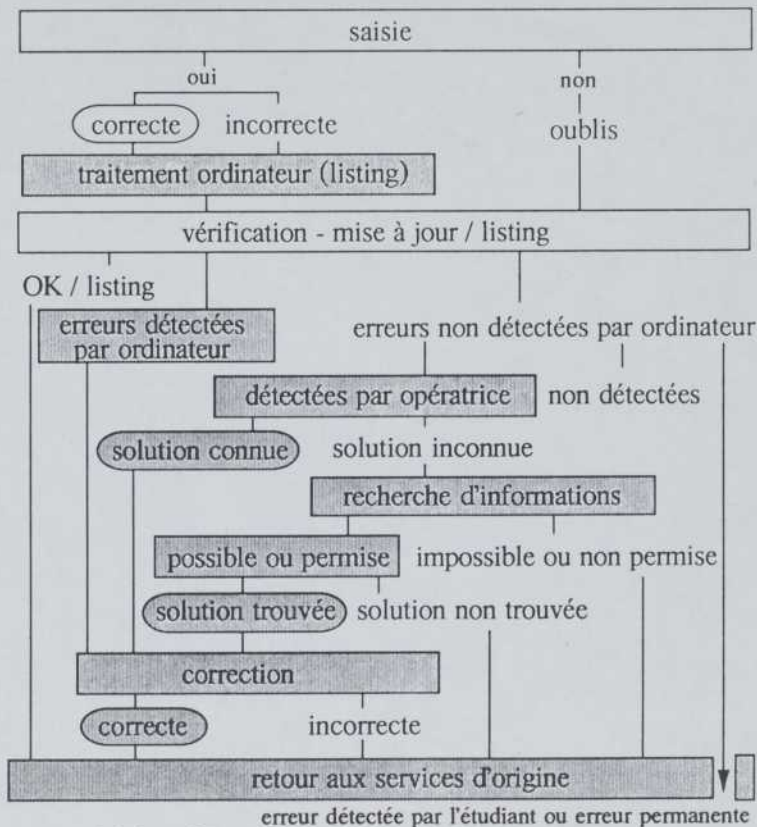 saisie
oui
non
correcte
incorrecte
oublis
traitement ordinateur (listing)
vérification - mise à jour / listing
OK / listing
erreurs détectées
par ordinateur
erreurs non détectées par ordinateur
détectées par opératrice
non détectées
solution connue
solution inconnue
recherche d'informations
possible ou permise
impossible ou non permise
solution trouvée
solution non trouvée
correction
correcte
incorrecte
retour aux services d'origine
erreur détectée par l'étudiant ou erreur permanente